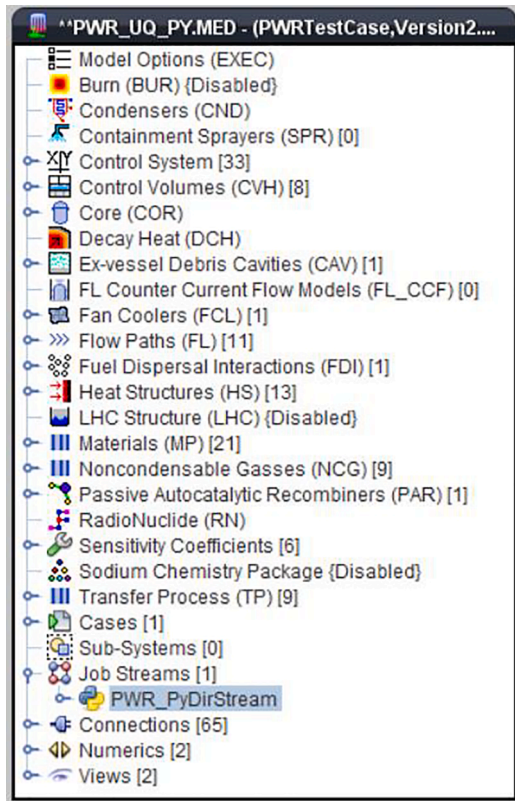 **PWR_UQ_PY.MED - (PWRTestCase,Version2....
Model Options (EXEC)
Burn (BUR) {Disabled}
Condensers (CND)
Containment Sprayers (SPR) [0]
Control System [33]
Control Volumes (CVH) [8]
Core (COR)
Decay Heat (DCH)
Ex-vessel Debris Cavities (CAV) [1]
FL Counter Current Flow Models (FL_CCF) [0]
Fan Coolers (FCL) [1]
Flow Paths (FL) [11]
Fuel Dispersal Interactions (FDI) [1]
Heat Structures (HS) [13]
LHC Structure (LHC) {Disabled}
Materials (MP) [21]
Noncondensable Gasses (NCG) [9]
Passive Autocatalytic Recombiners (PAR) [1]
RadioNuclide (RN)
Sensitivity Coefficients [6]
Sodium Chemistry Package {Disabled}
Transfer Process (TP) [9]
Cases [1]
Sub-Systems [0]
Job Streams [1]
PWR_PyDirStream
Connections [65]
Numerics [2]
Views [2]